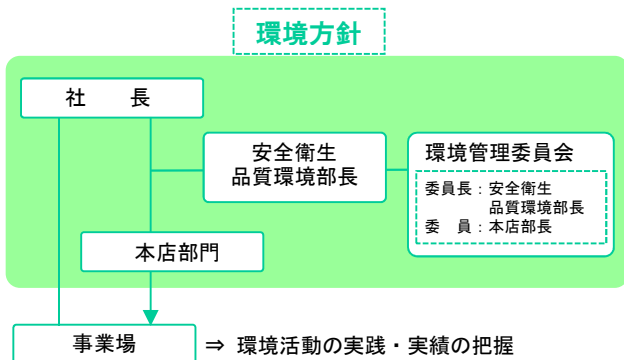 環境方針
社　　長
安全衛生
品質環境部長
環境管理委員会
委員長：安全衛生
品質環境部長
委　員：本店部長
本店部門
事業場
⇒ 環境活動の実践・実績の把握